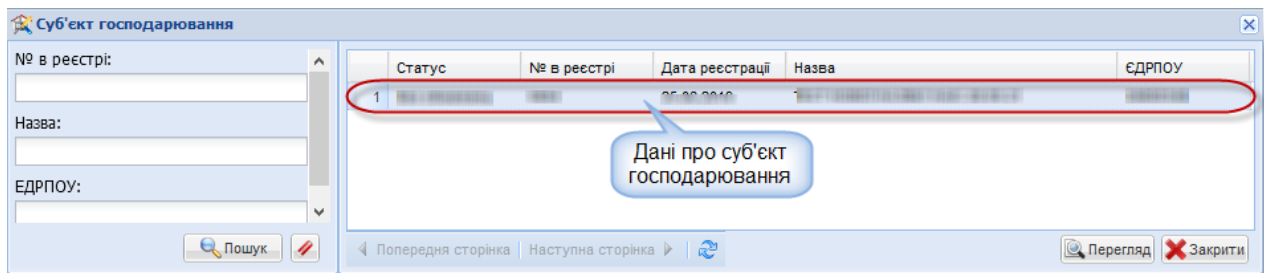 Суб'єкт господарювання
№ в реєстрі:
Назва:
ЕДРПОУ:
Пошук
Статус № в реєстрі Дата реєстрації Назва ЄДРПОУ
1
Дані про суб'єкт
господарювання
Попередня сторінка Наступна сторінка
Перегляд Закрити